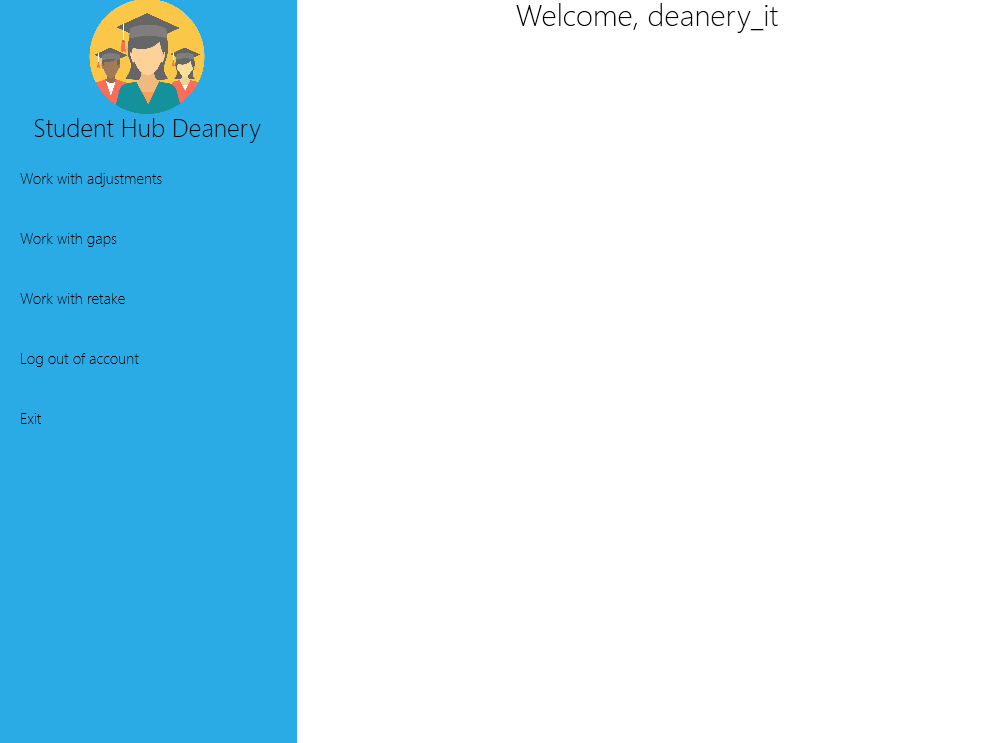 Welcome, deanery_it
Student Hub Deanery
Work with adjustments
Work with gaps
Work with retake
Log out of account
Exit